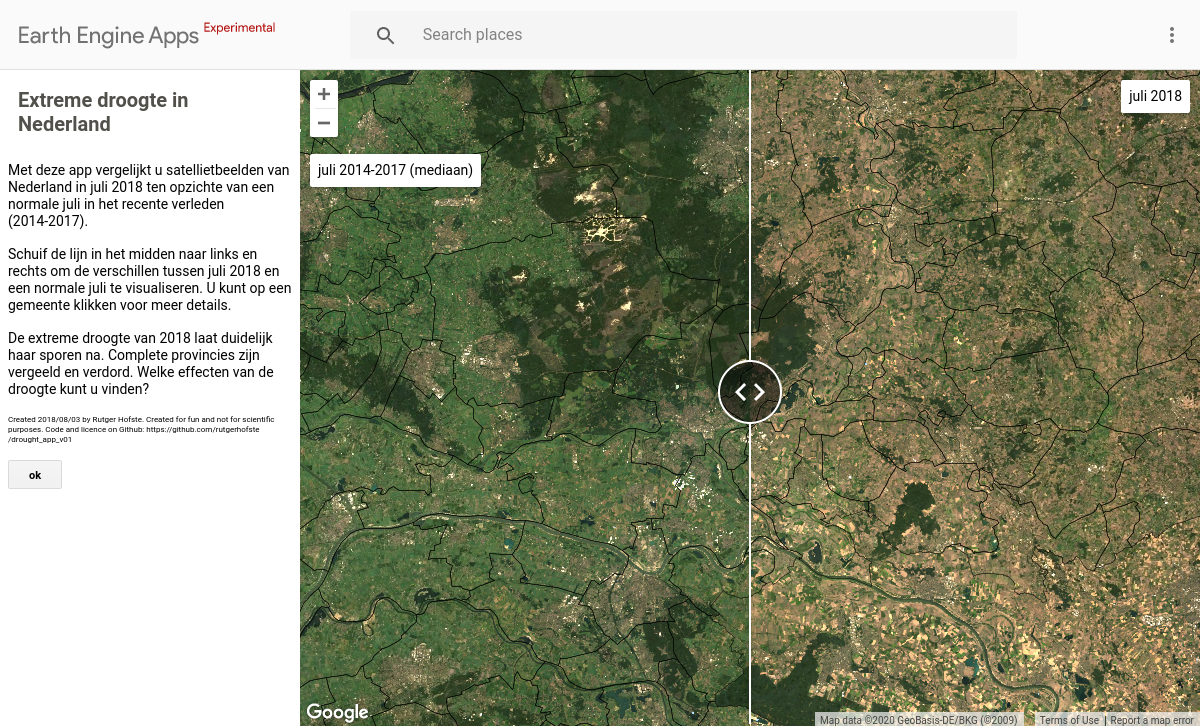 Earth Engine Apps Experimental
Search places
Extreme droogte in
Nederland
Met deze app vergelijkt u satellietbeelden van
Nederland in juli 2018 ten opzichte van een
normale juli in het recente verleden
(2014-2017).
Schuif de lijn in het midden naar links en
rechts om de verschillen tussen juli 2018 en
een normale juli te visualiseren. U kunt op een
gemeente klikken voor meer details.
De extreme droogte van 2018 laat duidelijk
haar sporen na. Complete provincies zijn
vergeeld en verdord. Welke effecten van de
droogte kunt u vinden?
Created 2018/08/03 by Rutger Hofste. Created for fun and not for scientific
purposes. Code and licence on Github: https://github.com/rutgerhofste
/drought_app_v01
ok
juli 2014-2017 (mediaan)
juli 2018
Google
Map data ©2020 GeoBasis-DE/BKG (©2009)
Terms of Use
Report a map error